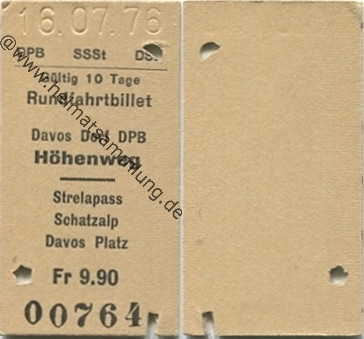 16.07.76
DPB SSSt DSt
Gültig 10 Tage
Rundfahrtbillet
Davos Dorf DPB
Höhenweg
Strelapass
Schatzalp
Davos Platz
Fr 9.90
00764
@www.heimatsammlung.de